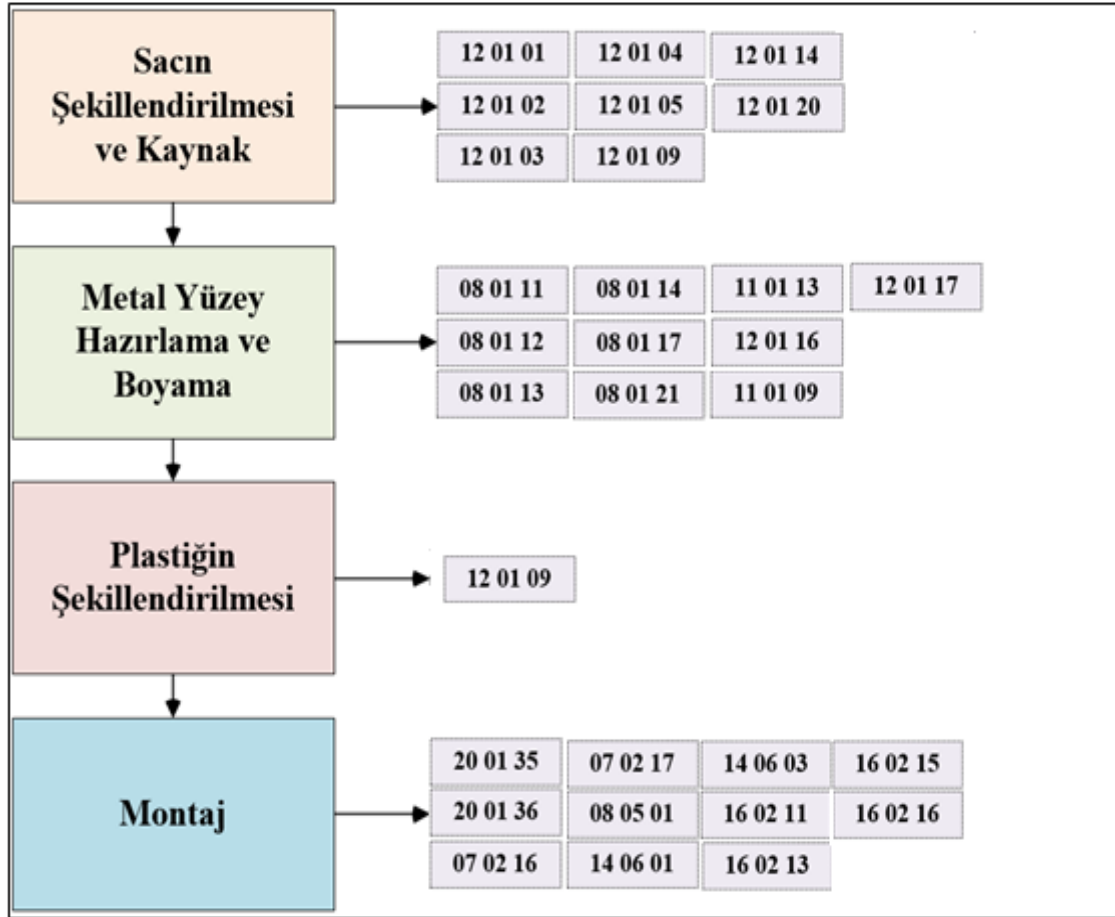 Sacın
Şekillendirilmesi
ve Kaynak
12 01 01 12 01 04 12 01 14
12 01 02 12 01 05 12 01 20
12 01 03 12 01 09
Metal Yüzey
Hazırlama ve
Boyama
08 01 11 08 01 14 11 01 13 12 01 17
08 01 12 08 01 17 12 01 16
08 01 13 08 01 21 11 01 09
Plastiğin
Şekillendirilmesi
12 01 09
Montaj
20 01 35 07 02 17 14 06 03 16 02 15
20 01 36 08 05 01 16 02 11 16 02 16
07 02 16 14 06 01 16 02 13